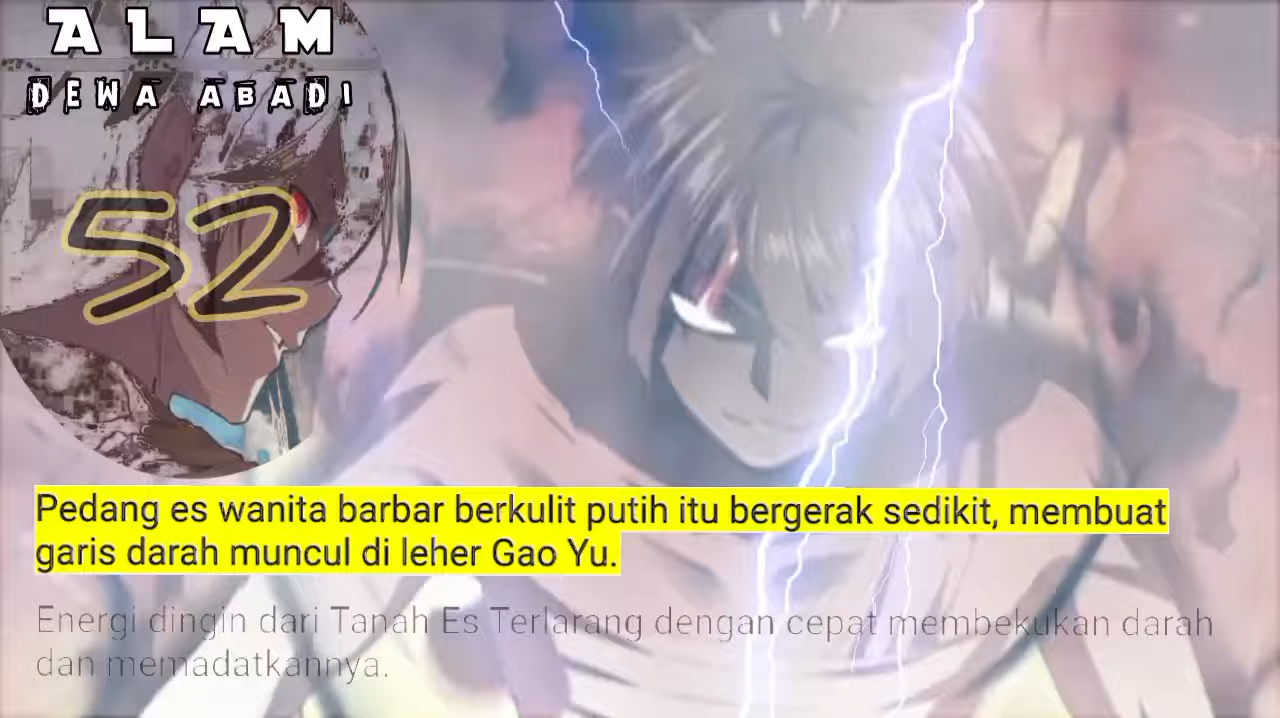 ALAM
DEWA ABADI
52
Pedang es wanita barbar berkulit putih itu bergerak sedikit, membuat
garis darah muncul di leher Gao Yu.
Energi dingin dari Tanah Es Terlarang dengan cepat membekukan darah
dan memadatkannya.